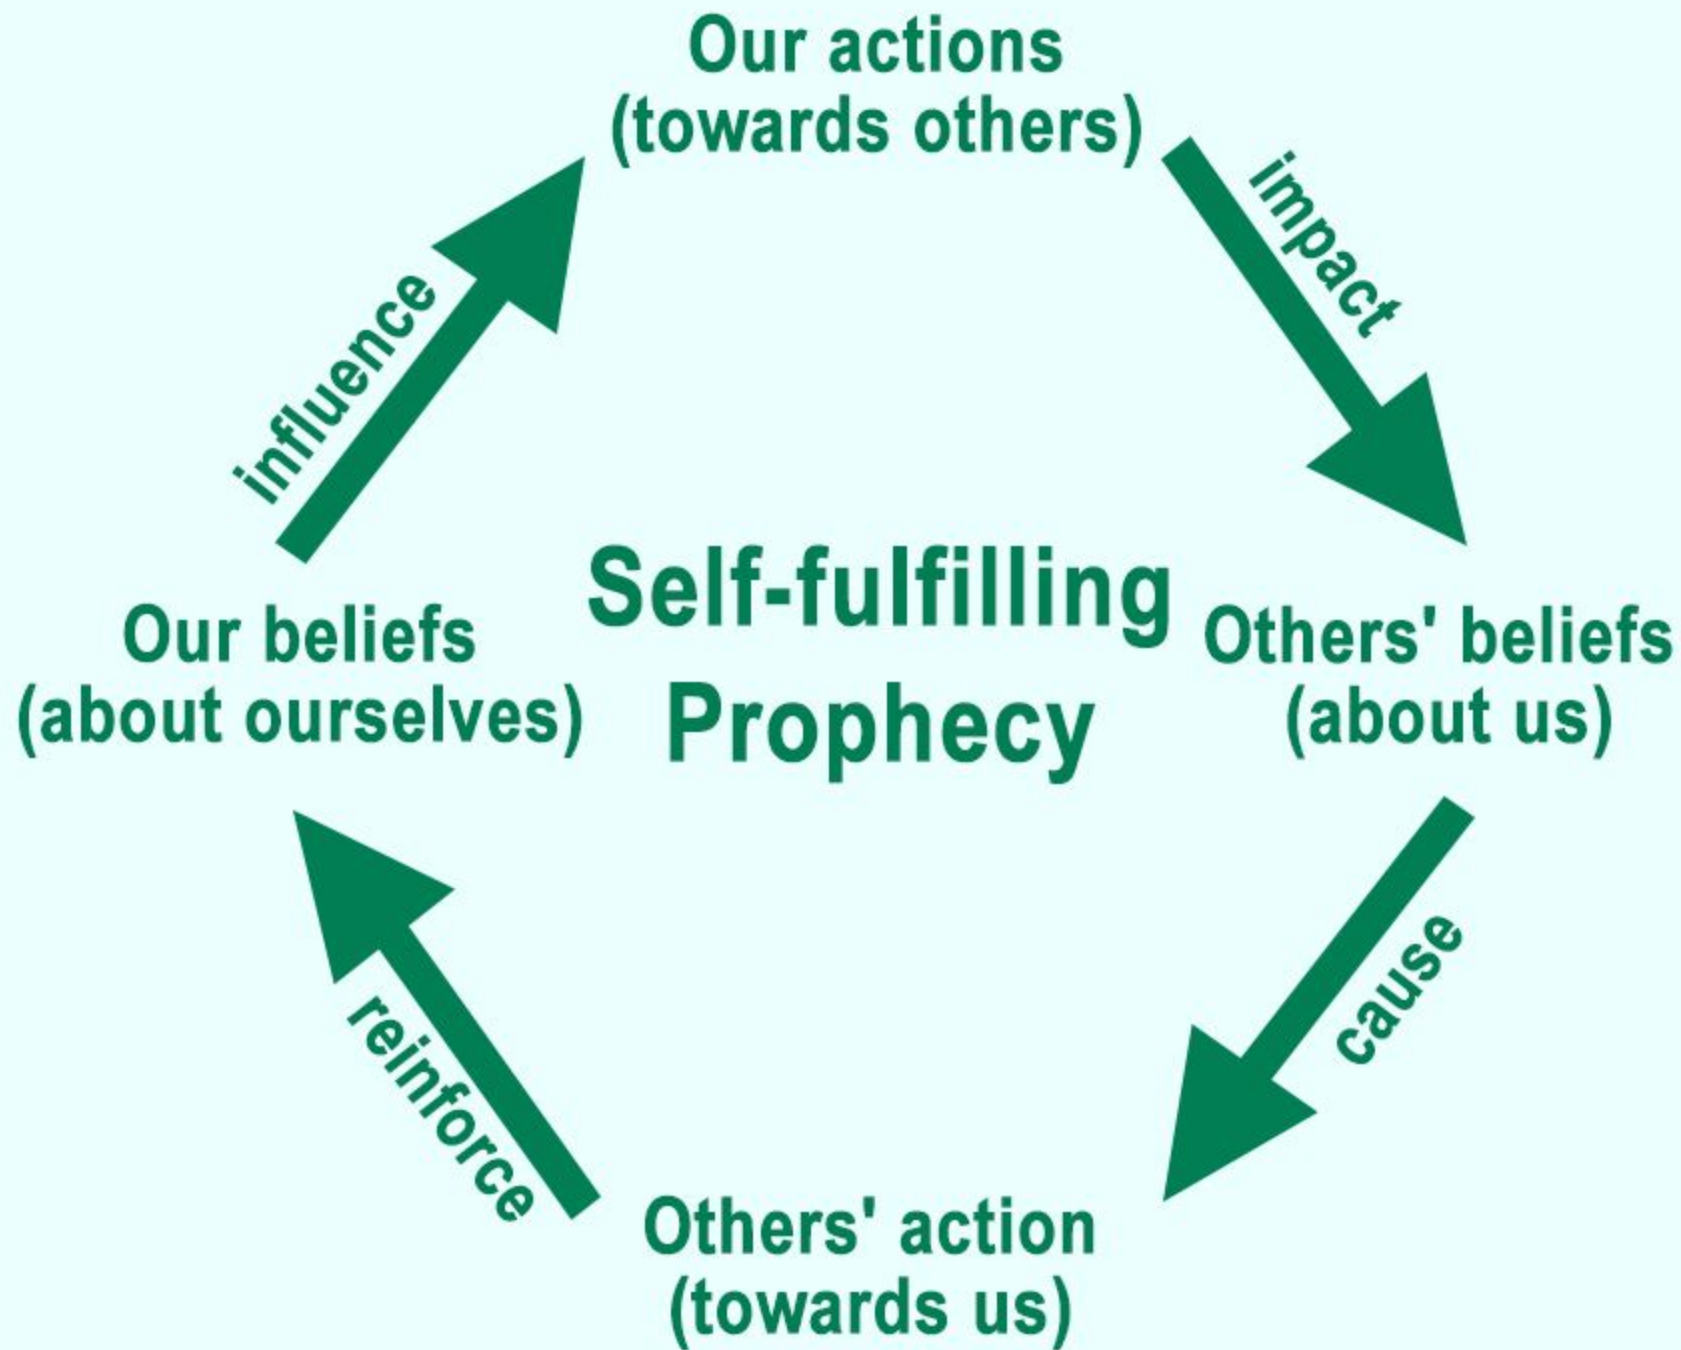 Our actions
(towards others)
impact
influence
Self-fulfilling
Prophecy
Our beliefs
(about ourselves)
Others' beliefs
(about us)
cause
reinforce
Others' action
(towards us)